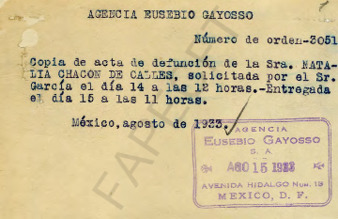 AGENCIA EUSEBIO GAYOSSO
Número de orden-3051
Copia de acta de defunción de la Sra. NATA-
LIA CHACON DE CALLES, solicitada por el Sr.
García el día 14 a las 12 horas.-Entregada
el día 15 a las 11 horas.
México, agosto de 1933.
AGENCIA
EUSEBIO GAYOSSO
S. A
AGO 15 1933
AVENIDA HIDALGO NUM. 13
MEXICO, D. F.